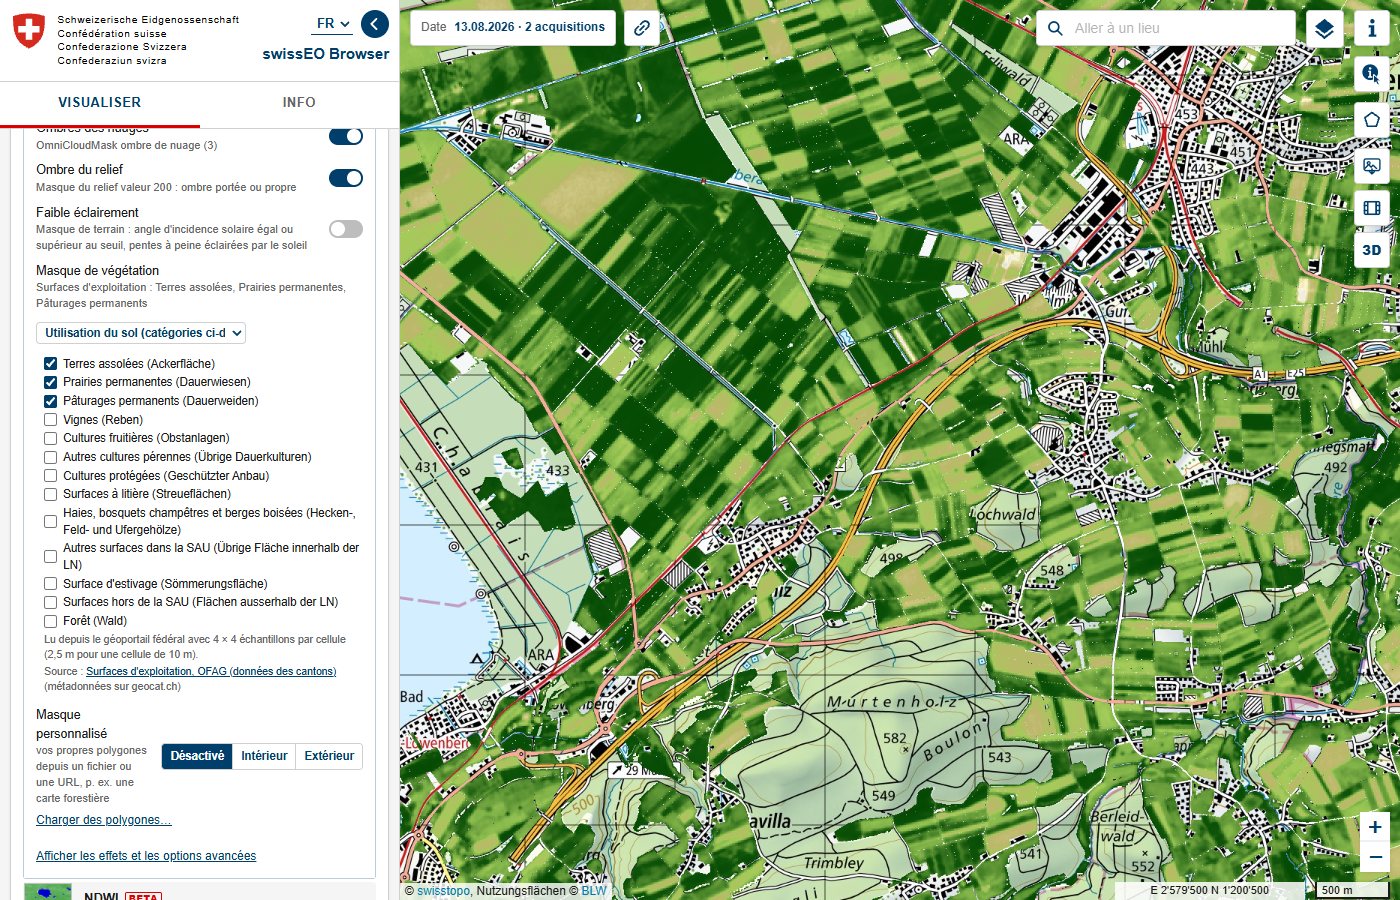 Schweizerische Eidgenossenschaft
Confédération suisse
Confederazione Svizzera
Confederaziun svizra
FR
swissEO Browser
VISUALISER
INFO
Ombres des nuages
OmniCloudMask ombre de nuage (3)
Ombre du relief
Masque du relief valeur 200 : ombre portée ou propre
Faible éclairement
Masque de terrain : angle d'incidence solaire égal ou
supérieur au seuil, pentes à peine éclairées par le soleil
Masque de végétation
Surfaces d'exploitation : Terres assolées, Prairies permanentes,
Pâturages permanents
Utilisation du sol (catégories ci-d
Terres assolées (Ackerfläche)
Prairies permanentes (Dauerwiesen)
Pâturages permanents (Dauerweiden)
Vignes (Reben)
Cultures fruitières (Obstanlagen)
Autres cultures pérennes (Übrige Dauerkulturen)
Cultures protégées (Geschützter Anbau)
Surfaces à litière (Streueflächen)
Haies, bosquets champêtres et berges boisées (Hecken-,
Feld- und Ufergehölze)
Autres surfaces dans la SAU (Übrige Fläche innerhalb der
LN)
Surface d'estivage (Sömmerungsfläche)
Surfaces hors de la SAU (Flächen ausserhalb der LN)
Forêt (Wald)
Lu depuis le géoportail fédéral avec 4 × 4 échantillons par cellule
(2,5 m pour une cellule de 10 m).
Source : Surfaces d'exploitation, OFAG (données des cantons)
(métadonnées sur geocat.ch)
Masque
personnalisé
vos propres polygones
depuis un fichier ou
une URL, p. ex. une
carte forestière
Désactivé
Intérieur
Extérieur
Charger des polygones…
Afficher les effets et les options avancées
NDWI BETA
Date 13.08.2026 · 2 acquisitions
Aller à un lieu
3D
ARA
453
451
443
Gur
A1
E25
492
Chablais
431
433
Lochwald
498
548
ARA
Bad
Löwenberg
Murtenholz
582
Boulon
543
549
500
Trimbley
Berleid-
wald
541
552
479
+
−
© swisstopo, Nutzungsflächen © BLW
E 2'579'500 N 1'200'500
500 m